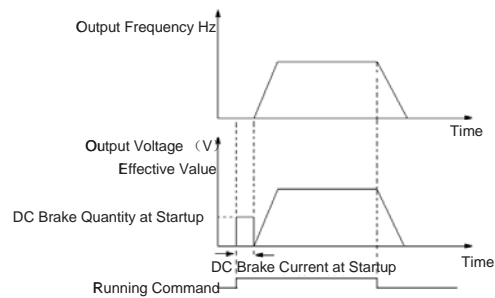 Output Frequency Hz
Time
Output Voltage （V）
Effective Value
DC Brake Quantity at Startup
Time
DC Brake Current at Startup
Running Command